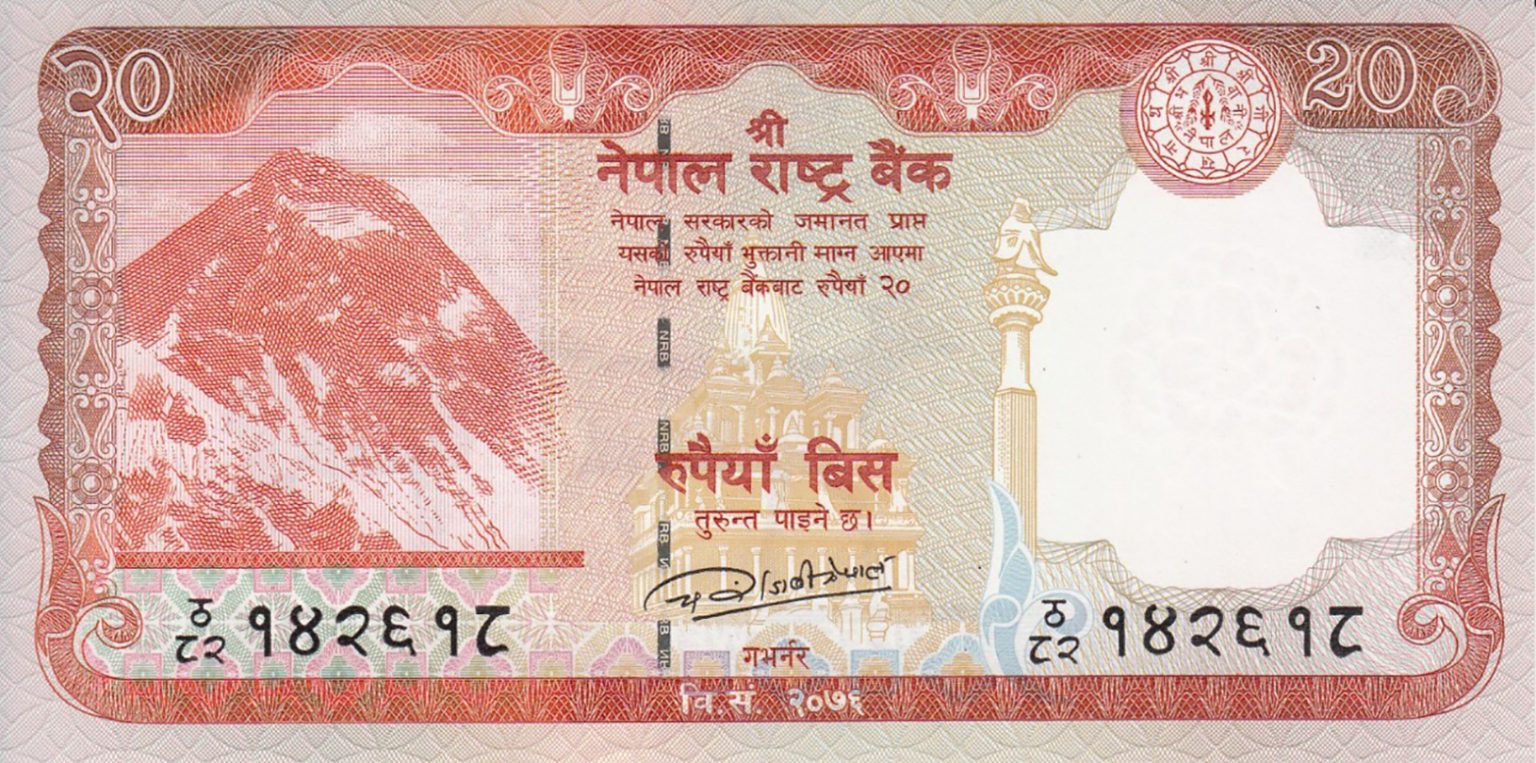 २०
20
श्री
नेपाल राष्ट्र बैंक
नेपाल सरकारको जमानत प्राप्त
यसको रुपैयाँ भुक्तानी माग्न आएमा
नेपाल राष्ट्र बैंकबाट रुपैयाँ २०
NRB
NRB
रुपैयाँ बिस
तुरुन्त पाइने छ।
ठ
८२ १४२६१८
ठ
८२ १४२६१८
गभर्नर
वि.सं. २०७६